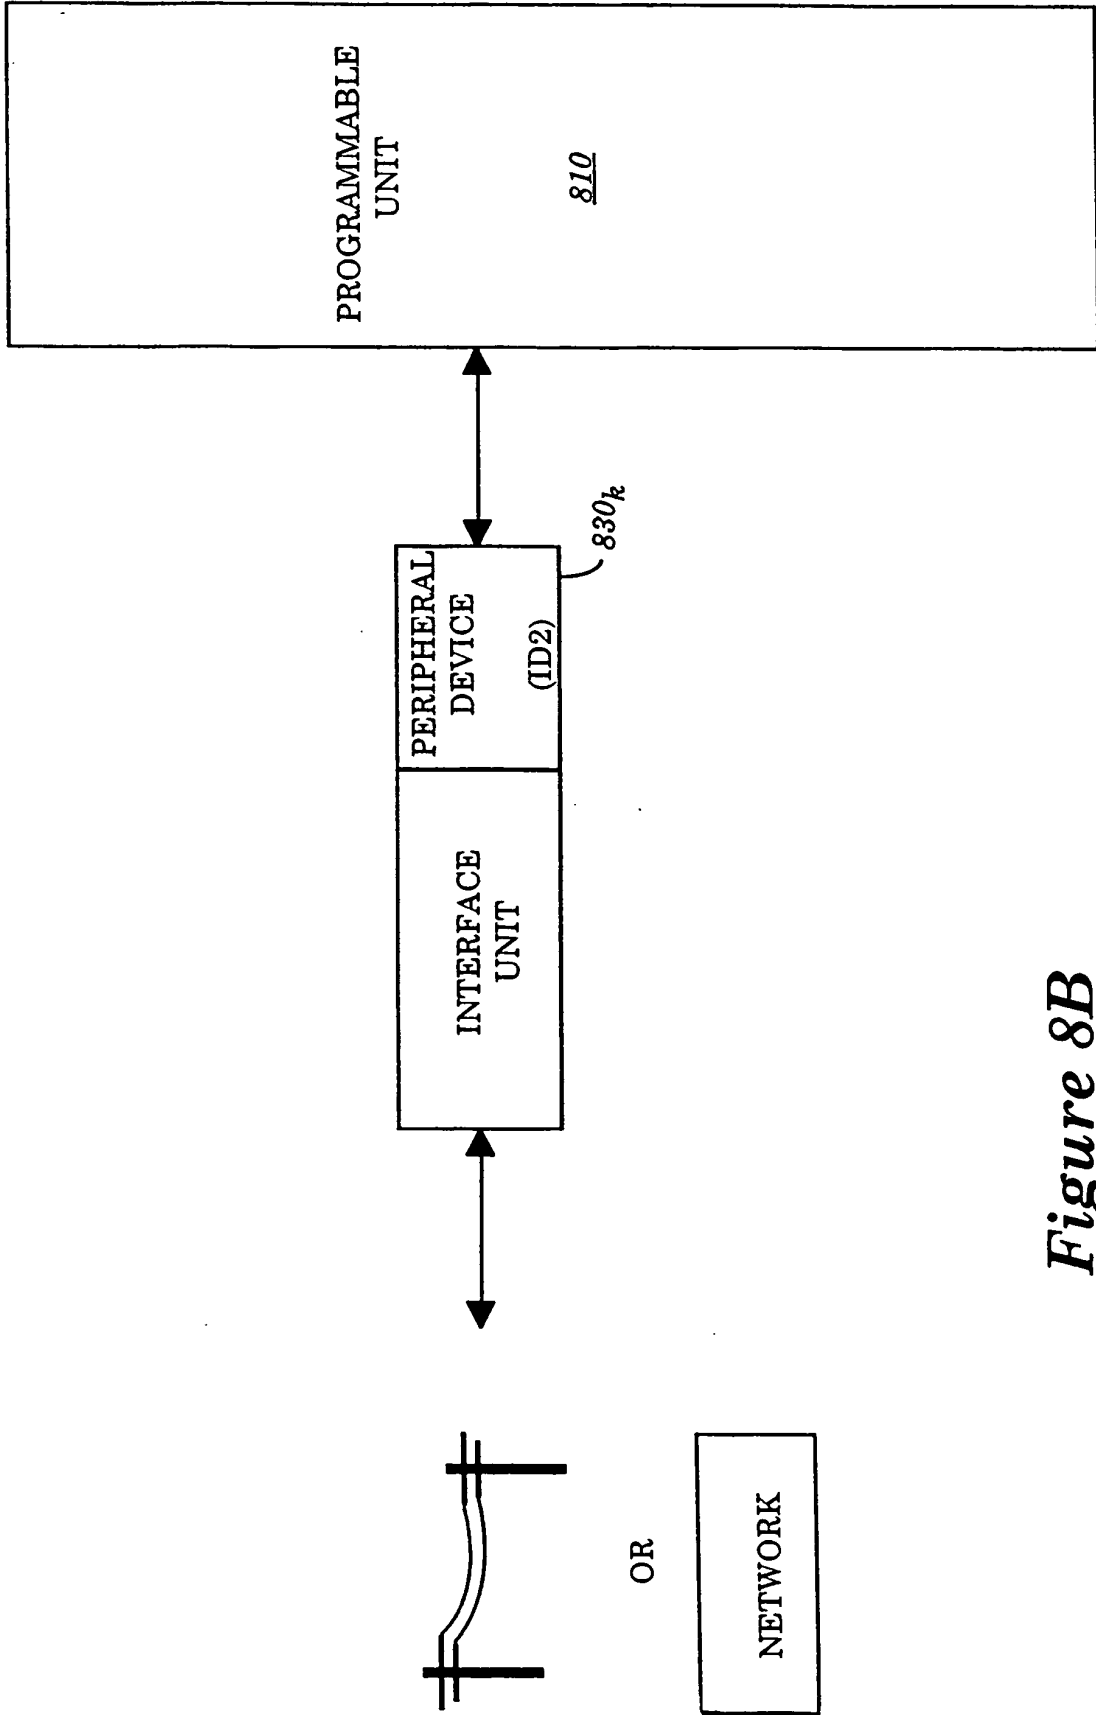 OR
NETWORK
INTERFACE
UNIT
PERIPHERAL
DEVICE
(ID2)
830k
PROGRAMMABLE
UNIT
810
Figure 8B